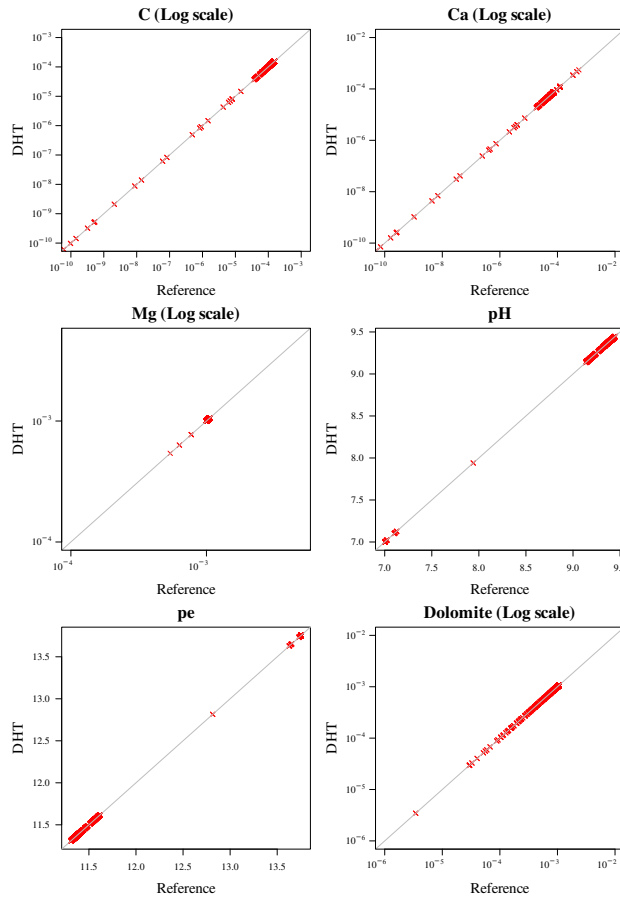 C (Log scale)
DHT
10⁻³
10⁻⁴
10⁻⁵
10⁻⁶
10⁻⁷
10⁻⁸
10⁻⁹
10⁻¹⁰
10⁻¹⁰ 10⁻⁹ 10⁻⁸ 10⁻⁷ 10⁻⁶ 10⁻⁵ 10⁻⁴ 10⁻³
Reference
Ca (Log scale)
DHT
10⁻²
10⁻⁴
10⁻⁶
10⁻⁸
10⁻¹⁰
10⁻¹⁰ 10⁻⁸ 10⁻⁶ 10⁻⁴ 10⁻²
Reference
Mg (Log scale)
DHT
10⁻³
10⁻⁴
10⁻⁴ 10⁻³
Reference
pH
DHT
9.5
9.0
8.5
8.0
7.5
7.0
7.0 7.5 8.0 8.5 9.0 9.5
Reference
pe
DHT
13.5
13.0
12.5
12.0
11.5
11.5 12.0 12.5 13.0 13.5
Reference
Dolomite (Log scale)
DHT
10⁻²
10⁻³
10⁻⁴
10⁻⁵
10⁻⁶
10⁻⁶ 10⁻⁵ 10⁻⁴ 10⁻³ 10⁻²
Reference